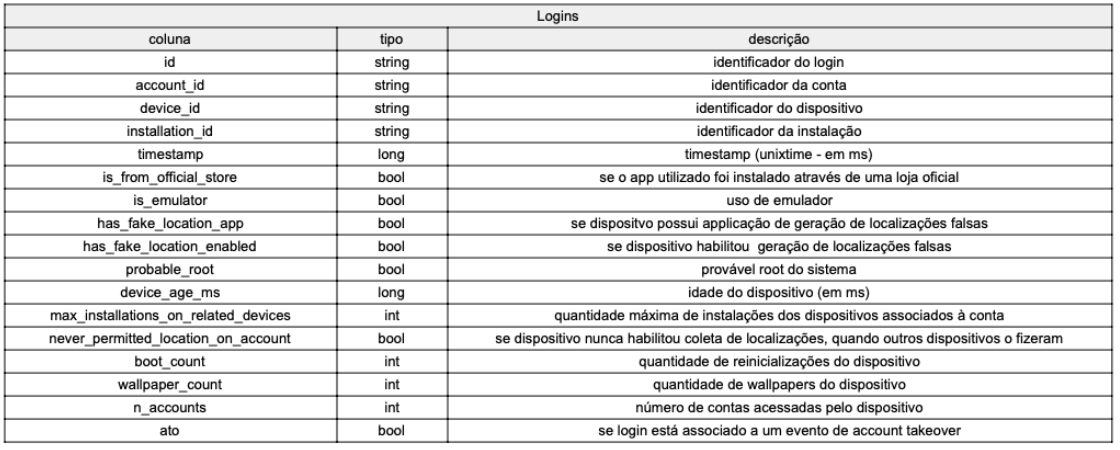 Logins
coluna tipo descrição
id string identificador do login
account_id string identificador da conta
device_id string identificador do dispositivo
installation_id string identificador da instalação
timestamp long timestamp (unixtime - em ms)
is_from_official_store bool se o app utilizado foi instalado através de uma loja oficial
is_emulator bool uso de emulador
has_fake_location_app bool se dispositvo possui applicação de geração de localizações falsas
has_fake_location_enabled bool se dispositivo habilitou geração de localizações falsas
probable_root bool provável root do sistema
device_age_ms long idade do dispositivo (em ms)
max_installations_on_related_devices int quantidade máxima de instalações dos dispositivos associados à conta
never_permitted_location_on_account bool se dispositivo nunca habilitou coleta de localizações, quando outros dispositivos o fizeram
boot_count int quantidade de reinicializações do dispositivo
wallpaper_count int quantidade de wallpapers do dispositivo
n_accounts int número de contas acessadas pelo dispositivo
ato bool se login está associado a um evento de account takeover